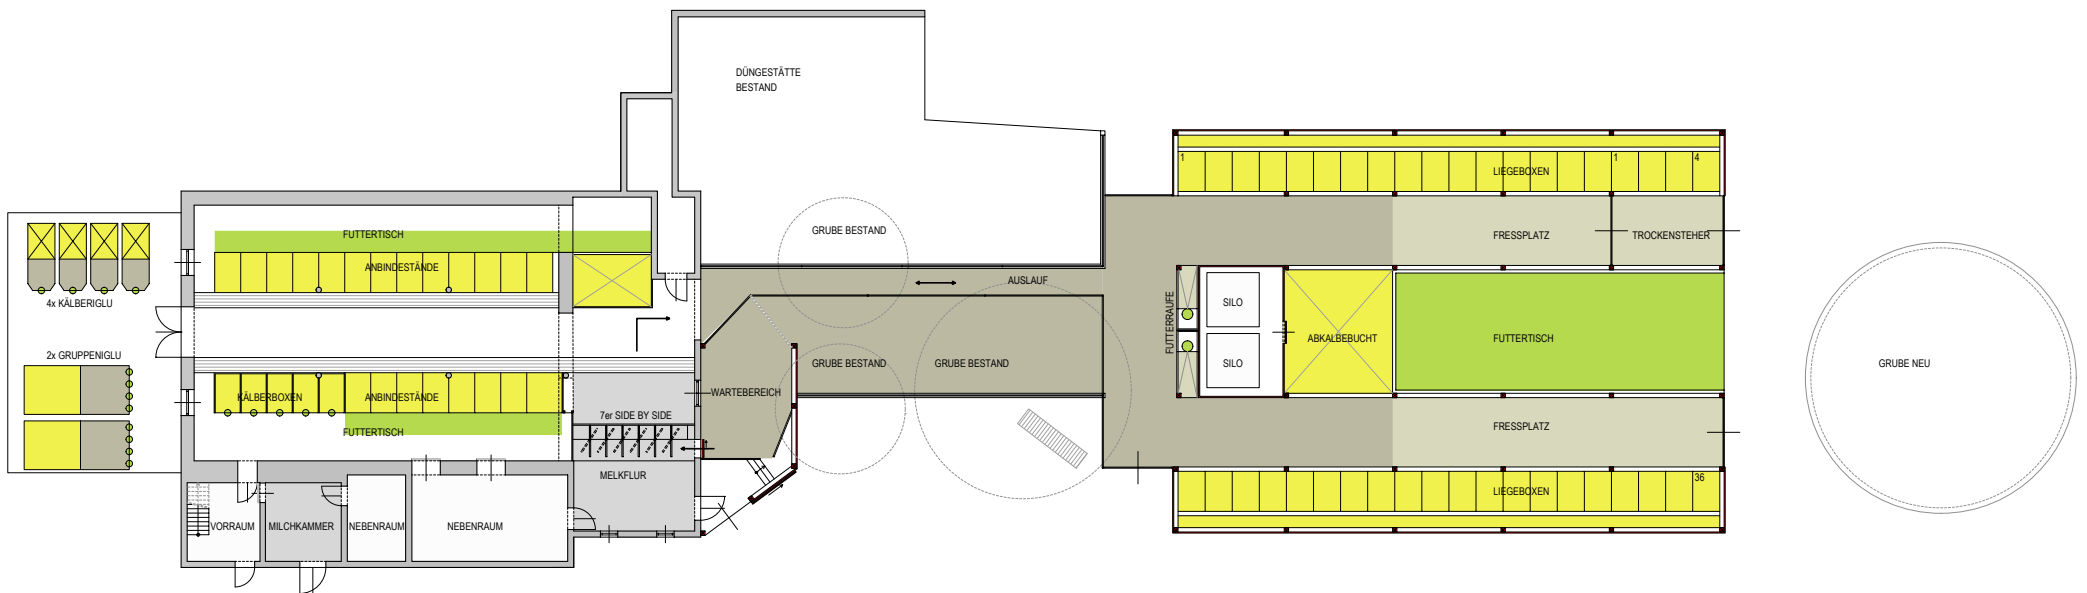 DÜNGESTÄTTE
BESTAND
1
1
4
LIEGEBOXEN
FUTTERTISCH
GRUBE BESTAND
FRESSPLATZ
TROCKENSTEHER
ANBINDESTÄNDE
AUSLAUF
4x KÄLBERIGLU
SILO
FUTTERRAUFE
ABKALBEBUCHT
FUTTERTISCH
2x GRUPPENIGLU
GRUBE BESTAND
GRUBE BESTAND
SILO
GRUBE NEU
KÄLBERBOXEN
ANBINDESTÄNDE
WARTEBEREICH
7er SIDE BY SIDE
FUTTERTISCH
FRESSPLATZ
MELKFLUR
36
LIEGEBOXEN
VORRAUM
MILCHKAMMER
NEBENRAUM
NEBENRAUM